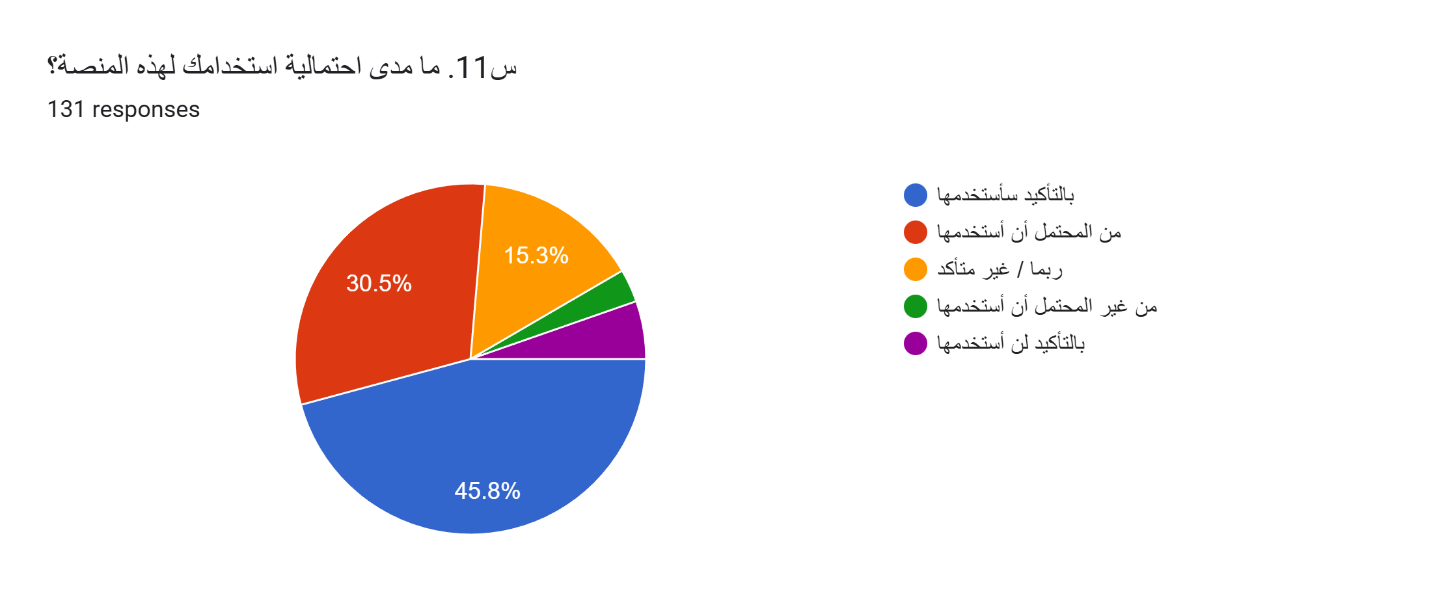 س11. ما مدى احتمالية استخدامك لهذه المنصة؟
131 responses
15.3%
30.5%
45.8%
بالتأكيد سأستخدمها
من المحتمل أن أستخدمها
ربما / غير متأكد
من غير المحتمل أن أستخدمها
بالتأكيد لن أستخدمها